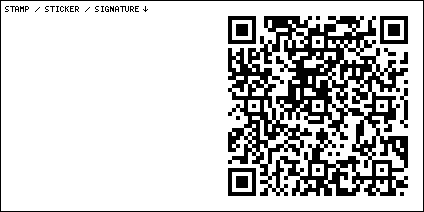 STAMP / STICKER / SIGNATURE ↓